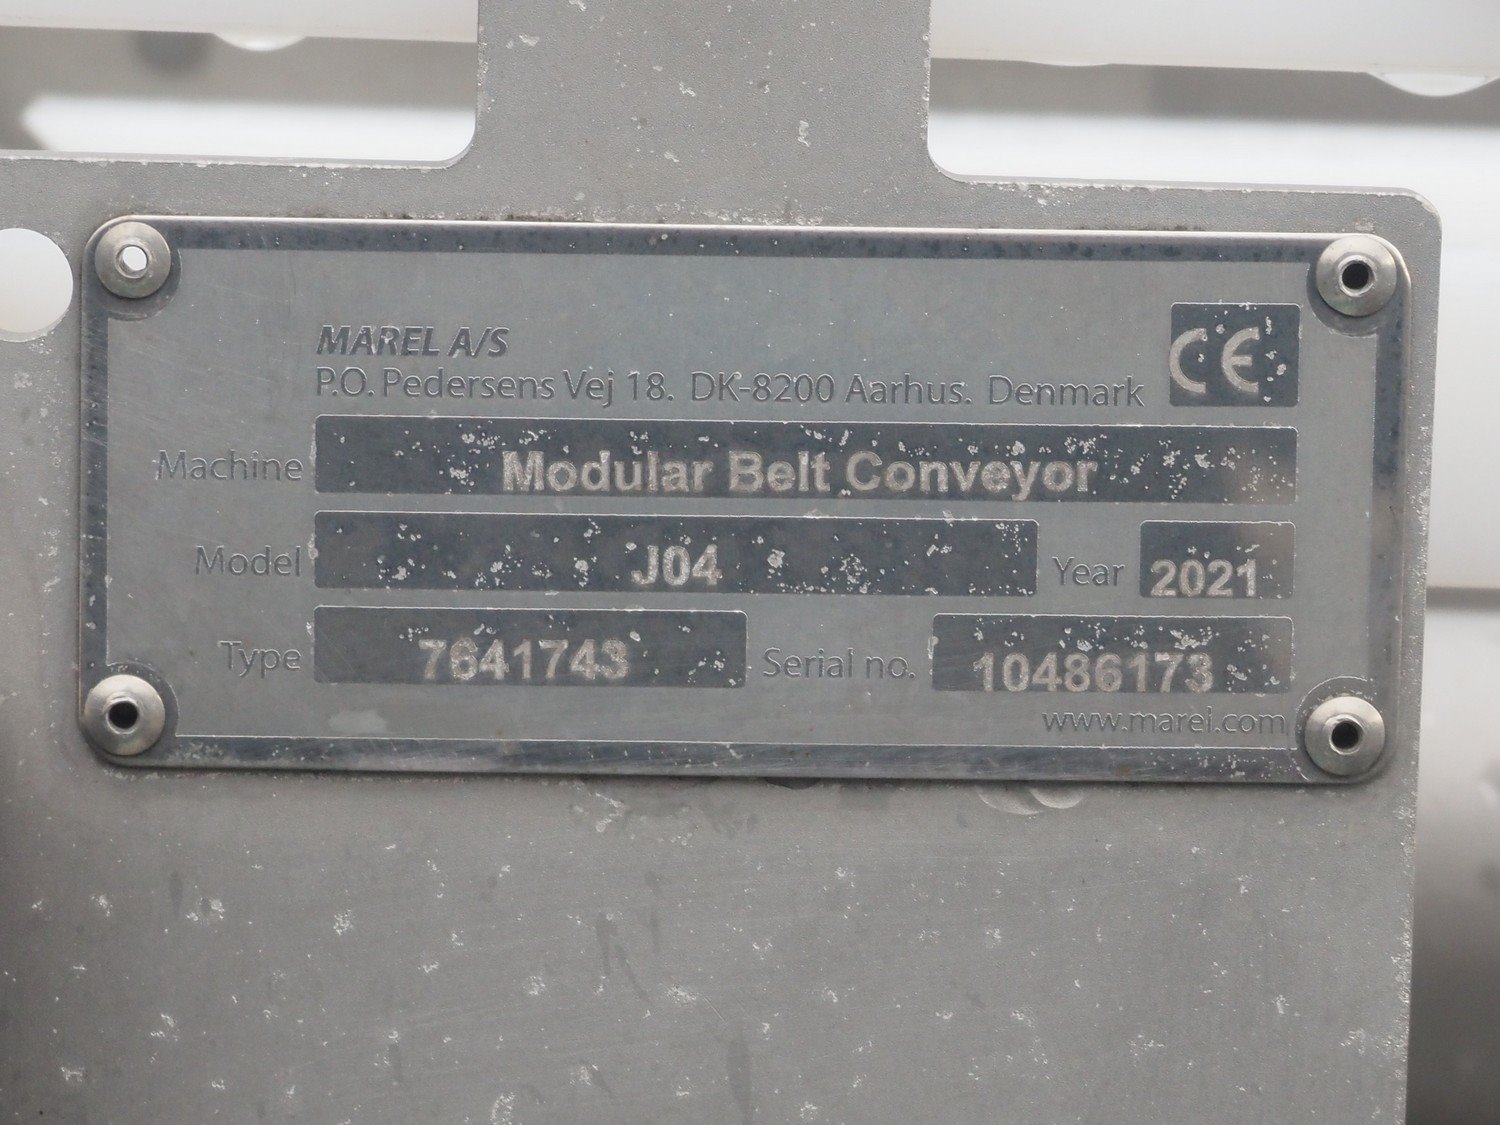 MAREL A/S
P.O. Pedersens Vej 18. DK-8200 Aarhus. Denmark
CE
Machine Modular Belt Conveyor
Model J04 Year 2021
Type 7641743 Serial no. 10486173
www.marel.com